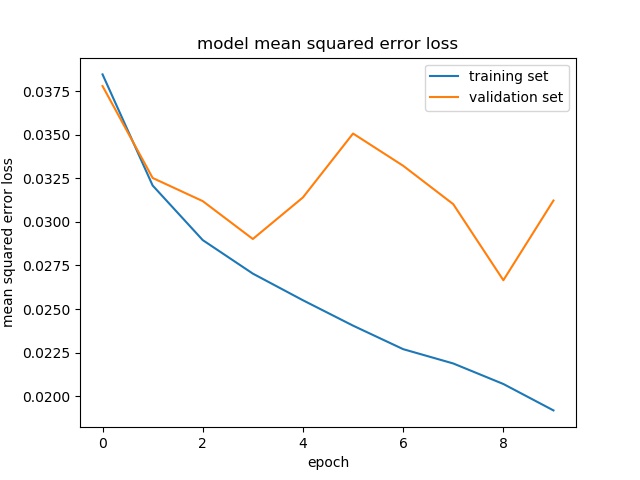 model mean squared error loss
training set
validation set
0.0375
0.0350
0.0325
0.0300
0.0275
0.0250
0.0225
0.0200
mean squared error loss
0 2 4 6 8
epoch